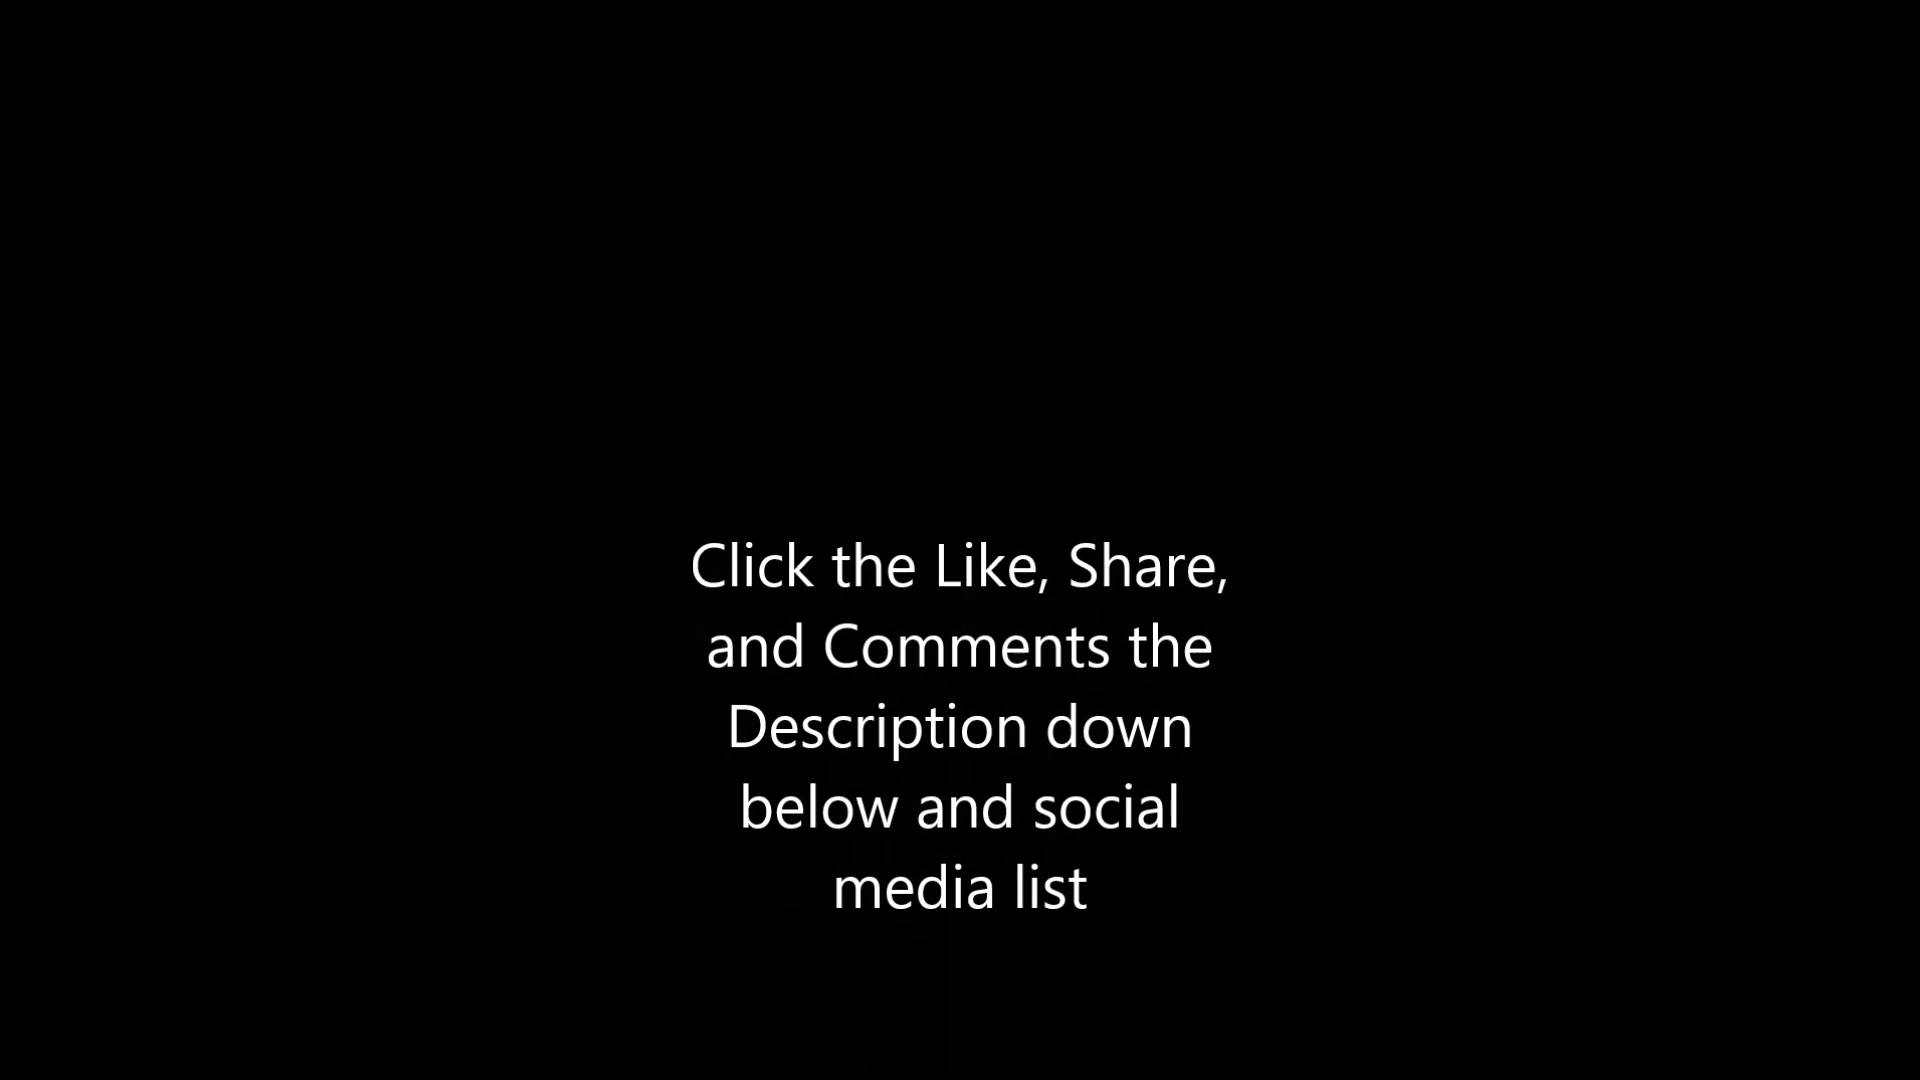 Click the Like, Share,
and Comments the
Description down
below and social
media list